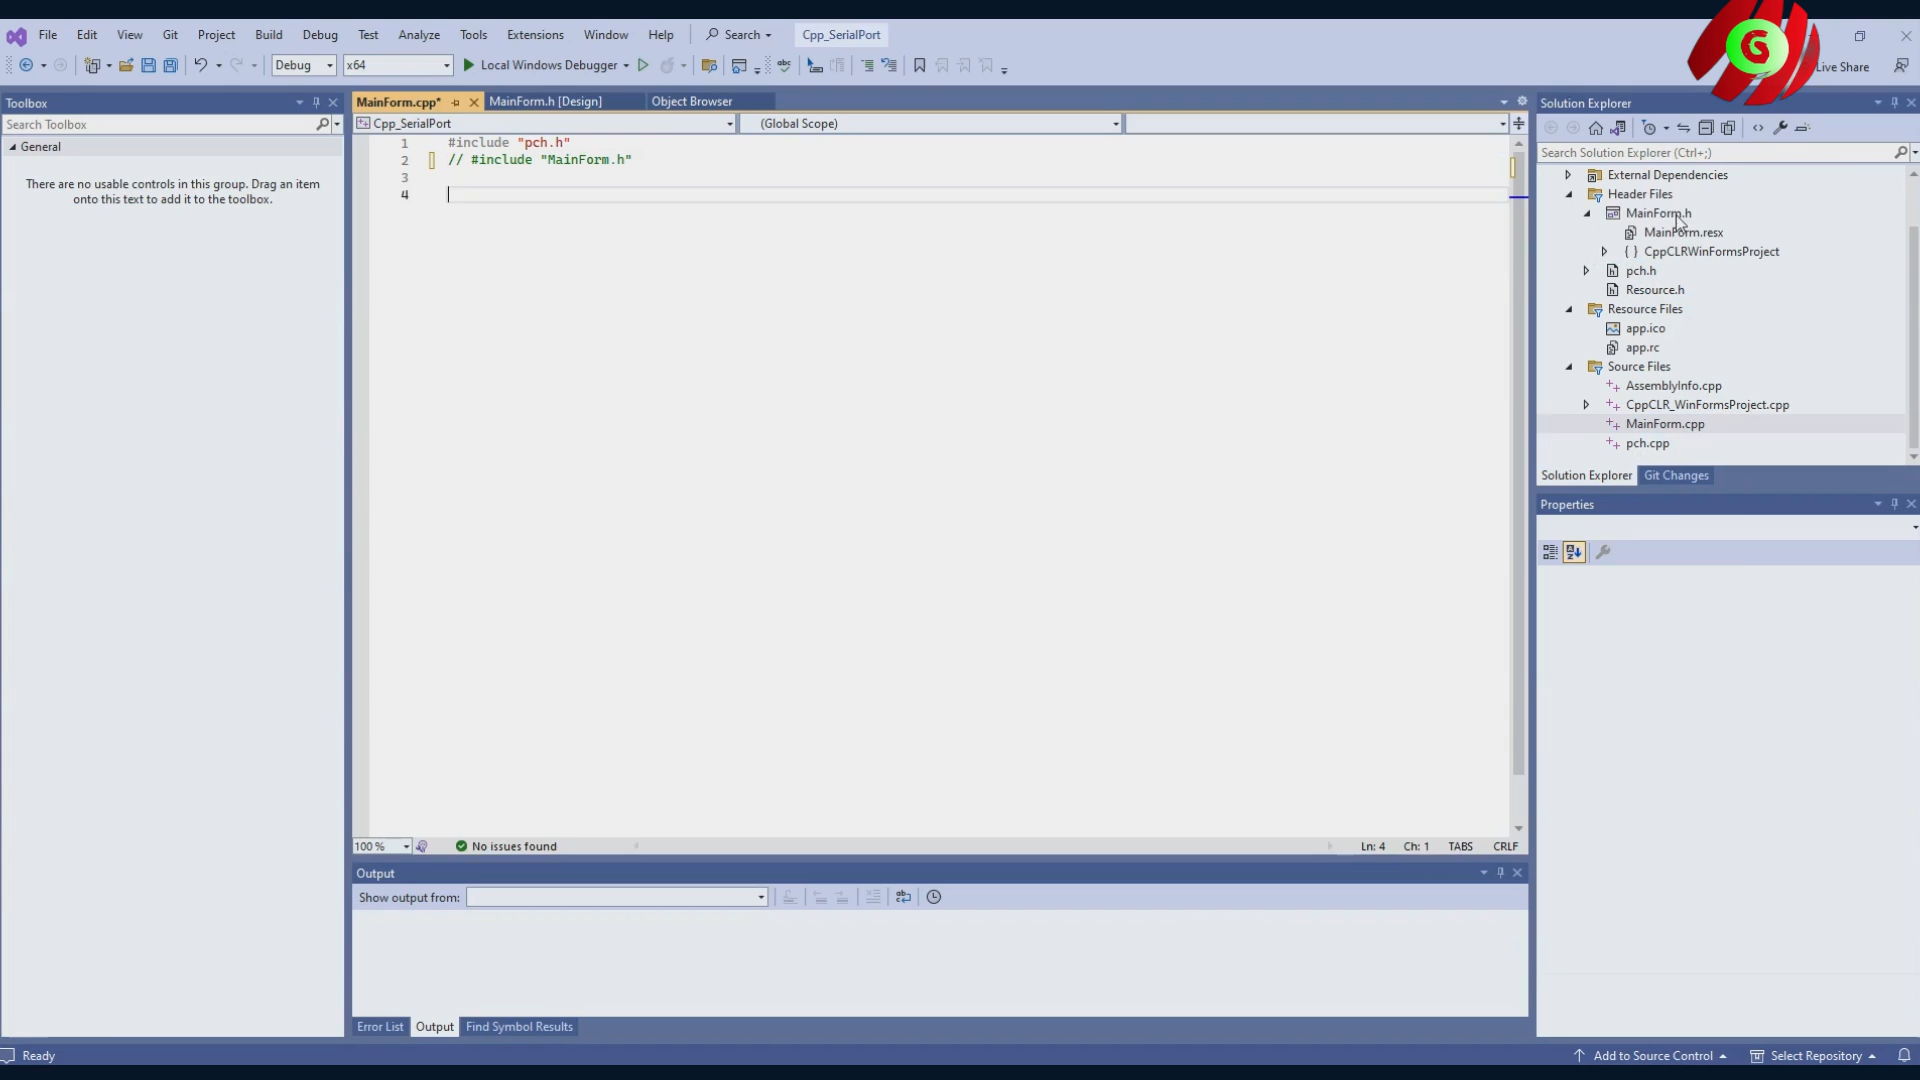 File Edit View Git Project Build Debug Test Analyze Tools Extensions Window Help Search Cpp_SerialPort
Debug x64 Local Windows Debugger Live Share
G
Toolbox
Search Toolbox
General
There are no usable controls in this group. Drag an item
onto this text to add it to the toolbox.
MainForm.cpp* MainForm.h [Design] Object Browser
Cpp_SerialPort (Global Scope)
1 #include "pch.h"
2 // #include "MainForm.h"
3
4
100 % No issues found Ln: 4 Ch: 1 TABS CRLF
Output
Show output from:
Error List Output Find Symbol Results
Solution Explorer
Search Solution Explorer (Ctrl+;)
External Dependencies
Header Files
MainForm.h
MainForm.resx
{ } CppCLRWinFormsProject
pch.h
Resource.h
Resource Files
app.ico
app.rc
Source Files
AssemblyInfo.cpp
CppCLR_WinFormsProject.cpp
MainForm.cpp
pch.cpp
Solution Explorer Git Changes
Properties
Ready Add to Source Control Select Repository